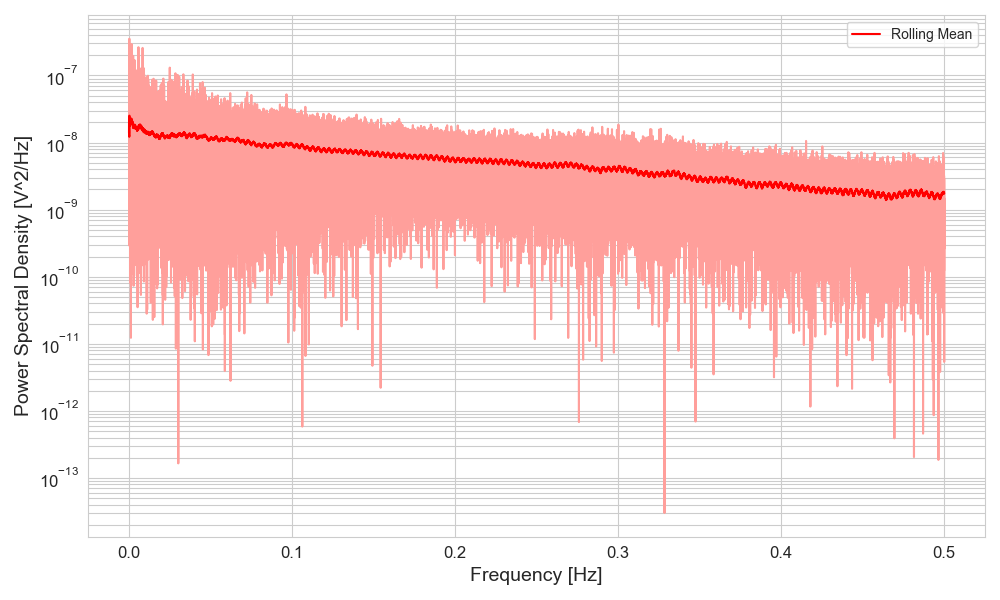 Rolling Mean
10⁻⁷
10⁻⁸
10⁻⁹
10⁻¹⁰
10⁻¹¹
10⁻¹²
10⁻¹³
Power Spectral Density [V^2/Hz]
0.0 0.1 0.2 0.3 0.4 0.5
Frequency [Hz]